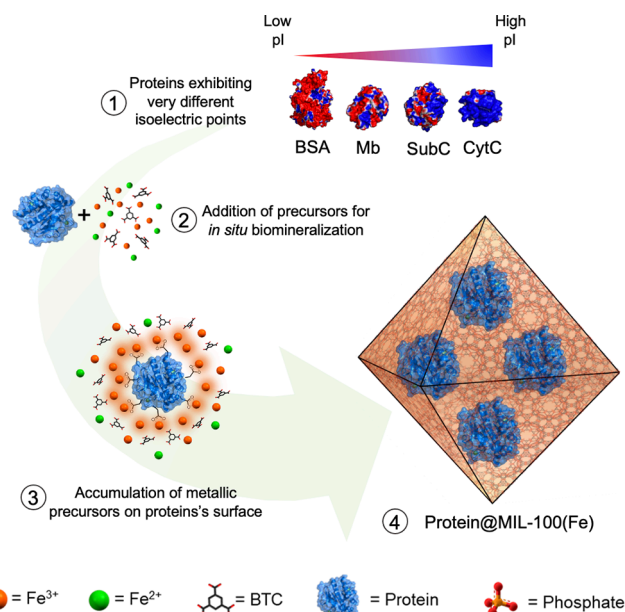 Low
pI
High
pI
1
Proteins exhibiting
very different
isoelectric points
BSA
Mb
SubC
CytC
+
2
Addition of precursors for
in situ biomineralization
3
Accumulation of metallic
precursors on proteins's surface
4
Protein@MIL-100(Fe)
= Fe³⁺
= Fe²⁺
= BTC
= Protein
= Phosphate